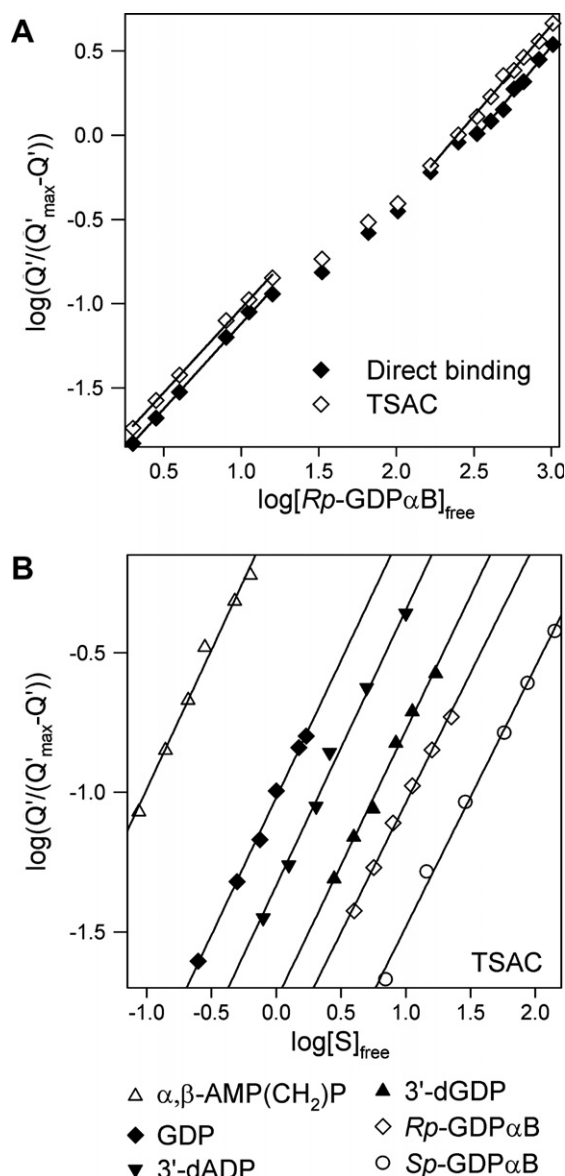 A
0.5
0.0
-0.5
-1.0
-1.5
log(Q'/(Q'max-Q'))
◆ Direct binding
◇ TSAC
0.5 1.0 1.5 2.0 2.5 3.0
log[Rp-GDPαB]free
B
-0.5
-1.0
-1.5
log(Q'/(Q'max-Q'))
TSAC
-1.0 -0.5 0.0 0.5 1.0 1.5 2.0
log[S]free
△ α,β-AMP(CH2)P ▲ 3'-dGDP
◆ GDP ◇ Rp-GDPαB
▼ 3'-dADP ○ Sp-GDPαB